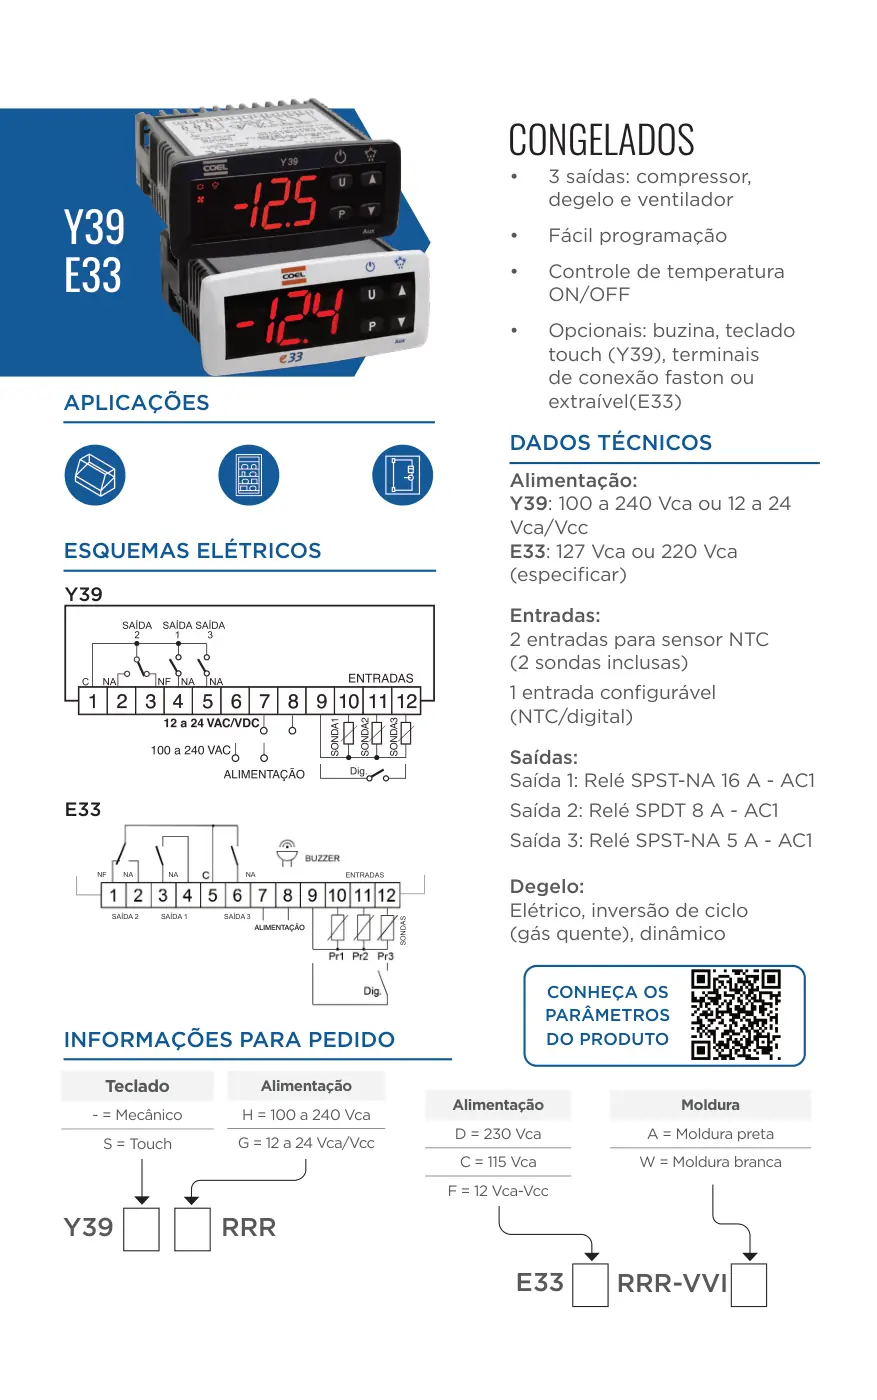 Y39
E33
COEL
Y39
-12.5
U
P
Aux
COEL
-12.4
U
P
Aux
e33
CONGELADOS
• 3 saídas: compressor,
degelo e ventilador
• Fácil programação
• Controle de temperatura
ON/OFF
• Opcionais: buzina, teclado
touch (Y39), terminais
de conexão faston ou
extraível(E33)
APLICAÇÕES
ESQUEMAS ELÉTRICOS
Y39
SAÍDA SAÍDA SAÍDA
2 1 3
C NA NF NA NA ENTRADAS
1 2 3 4 5 6 7 8 9 10 11 12
12 a 24 VAC/VDC
SONDA1 SONDA2 SONDA3
100 a 240 VAC
ALIMENTAÇÃO
Dig.
E33
BUZZER
NF NA NA C NA ENTRADAS
1 2 3 4 5 6 7 8 9 10 11 12
SAÍDA 2 SAÍDA 1 SAÍDA 3
ALIMENTAÇÃO
SONDAS
Pr1 Pr2 Pr3
Dig.
DADOS TÉCNICOS
Alimentação:
Y39: 100 a 240 Vca ou 12 a 24
Vca/Vcc
E33: 127 Vca ou 220 Vca
(especificar)
Entradas:
2 entradas para sensor NTC
(2 sondas inclusas)
1 entrada configurável
(NTC/digital)
Saídas:
Saída 1: Relé SPST-NA 16 A - AC1
Saída 2: Relé SPDT 8 A - AC1
Saída 3: Relé SPST-NA 5 A - AC1
Degelo:
Elétrico, inversão de ciclo
(gás quente), dinâmico
CONHEÇA OS
PARÂMETROS
DO PRODUTO
INFORMAÇÕES PARA PEDIDO
Teclado
- = Mecânico
S = Touch
Alimentação
H = 100 a 240 Vca
G = 12 a 24 Vca/Vcc
Y39 RRR
Alimentação
D = 230 Vca
C = 115 Vca
F = 12 Vca-Vcc
Moldura
A = Moldura preta
W = Moldura branca
E33 RRR-VVI